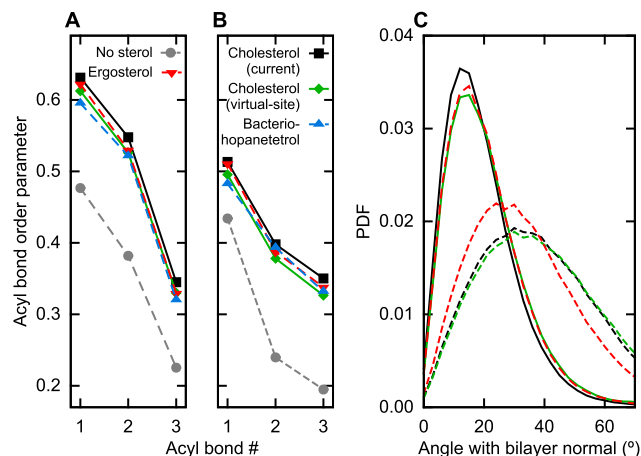 A
B
C
No sterol
Ergosterol
Cholesterol
(current)
Cholesterol
(virtual-site)
Bacterio-
hopanetetrol
Acyl bond order parameter
0.6
0.5
0.4
0.3
0.2
1 2 3
1 2 3
Acyl bond #
PDF
0.04
0.03
0.02
0.01
0.00
0 20 40 60
Angle with bilayer normal (º)